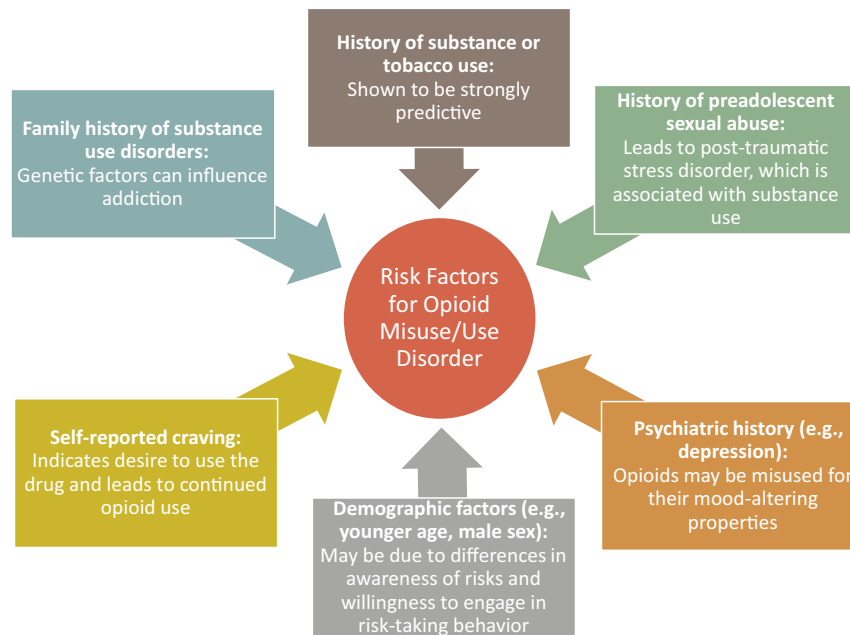 History of substance or
tobacco use:
Shown to be strongly
predictive
Family history of substance
use disorders:
Genetic factors can influence
addiction
History of preadolescent
sexual abuse:
Leads to post-traumatic
stress disorder, which is
associated with substance
use
Risk Factors
for Opioid
Misuse/Use
Disorder
Self-reported craving:
Indicates desire to use the
drug and leads to continued
opioid use
Psychiatric history (e.g.,
depression):
Opioids may be misused for
their mood-altering
properties
Demographic factors (e.g.,
younger age, male sex):
May be due to differences in
awareness of risks and
willingness to engage in
risk-taking behavior